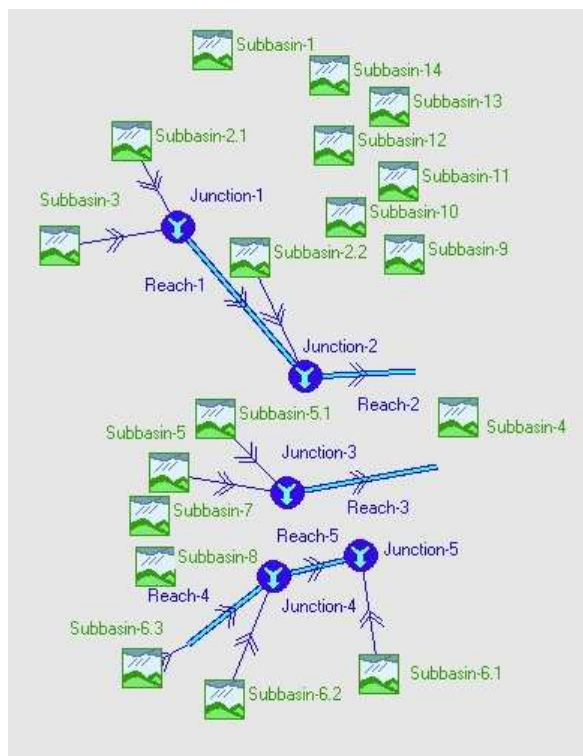 Subbasin-1
Subbasin-14
Subbasin-13
Subbasin-2.1
Subbasin-12
Subbasin-11
Subbasin-3
Junction-1
Subbasin-10
Subbasin-2.2
Subbasin-9
Reach-1
Junction-2
Reach-2
Subbasin-5.1
Subbasin-4
Subbasin-5
Junction-3
Subbasin-7
Reach-3
Reach-5
Subbasin-8
Junction-5
Reach-4
Junction-4
Subbasin-6.3
Subbasin-6.2
Subbasin-6.1